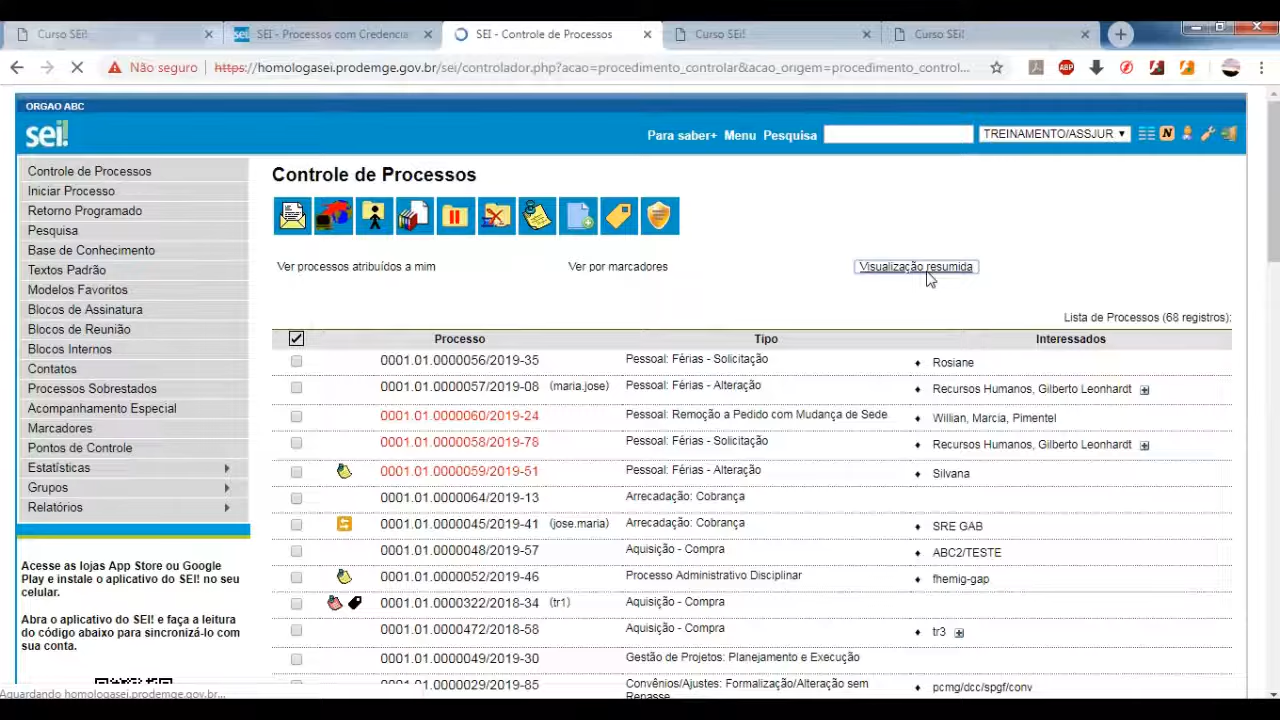 Curso SEI!
SEI - Processos com Credencia
SEI - Controle de Processos
Curso SEI!
Curso SEI!
Não seguro
https://homologasei.prodemge.gov.br/sei/controlador.php?acao=procedimento_controlar&acao_origem=procedimento_control...
ORGAO ABC
sei!
Para saber+ Menu Pesquisa
TREINAMENTO/ASSJUR
Controle de Processos
Iniciar Processo
Retorno Programado
Pesquisa
Base de Conhecimento
Textos Padrão
Modelos Favoritos
Blocos de Assinatura
Blocos de Reunião
Blocos Internos
Contatos
Processos Sobrestados
Acompanhamento Especial
Marcadores
Pontos de Controle
Estatísticas
Grupos
Relatórios
Acesse as lojas App Store ou Google
Play e instale o aplicativo do SEI! no seu
celular.
Abra o aplicativo do SEI! e faça a leitura
do código abaixo para sincronizá-lo com
sua conta.
Controle de Processos
Ver processos atribuídos a mim
Ver por marcadores
Visualização resumida
Lista de Processos (68 registros):
Processo Tipo Interessados
0001.01.0000056/2019-35 Pessoal: Férias - Solicitação Rosiane
0001.01.0000057/2019-08 (maria.jose) Pessoal: Férias - Alteração Recursos Humanos, Gilberto Leonhardt
0001.01.0000060/2019-24 Pessoal: Remoção a Pedido com Mudança de Sede Willian, Marcia, Pimentel
0001.01.0000058/2019-78 Pessoal: Férias - Solicitação Recursos Humanos, Gilberto Leonhardt
0001.01.0000059/2019-51 Pessoal: Férias - Alteração Silvana
0001.01.0000064/2019-13 Arrecadação: Cobrança
0001.01.0000045/2019-41 (jose.maria) Arrecadação: Cobrança SRE GAB
0001.01.0000048/2019-57 Aquisição - Compra ABC2/TESTE
0001.01.0000052/2019-46 Processo Administrativo Disciplinar fhemig-gap
0001.01.0000322/2018-34 (tr1) Aquisição - Compra
0001.01.0000472/2018-58 Aquisição - Compra tr3
0001.01.0000049/2019-30 Gestão de Projetos: Planejamento e Execução
0001.01.0000029/2019-85 Convênios/Ajustes: Formalização/Alteração sem pcmg/dcc/spgf/conv
Repasse
Aguardando homologasei.prodemge.gov.br...